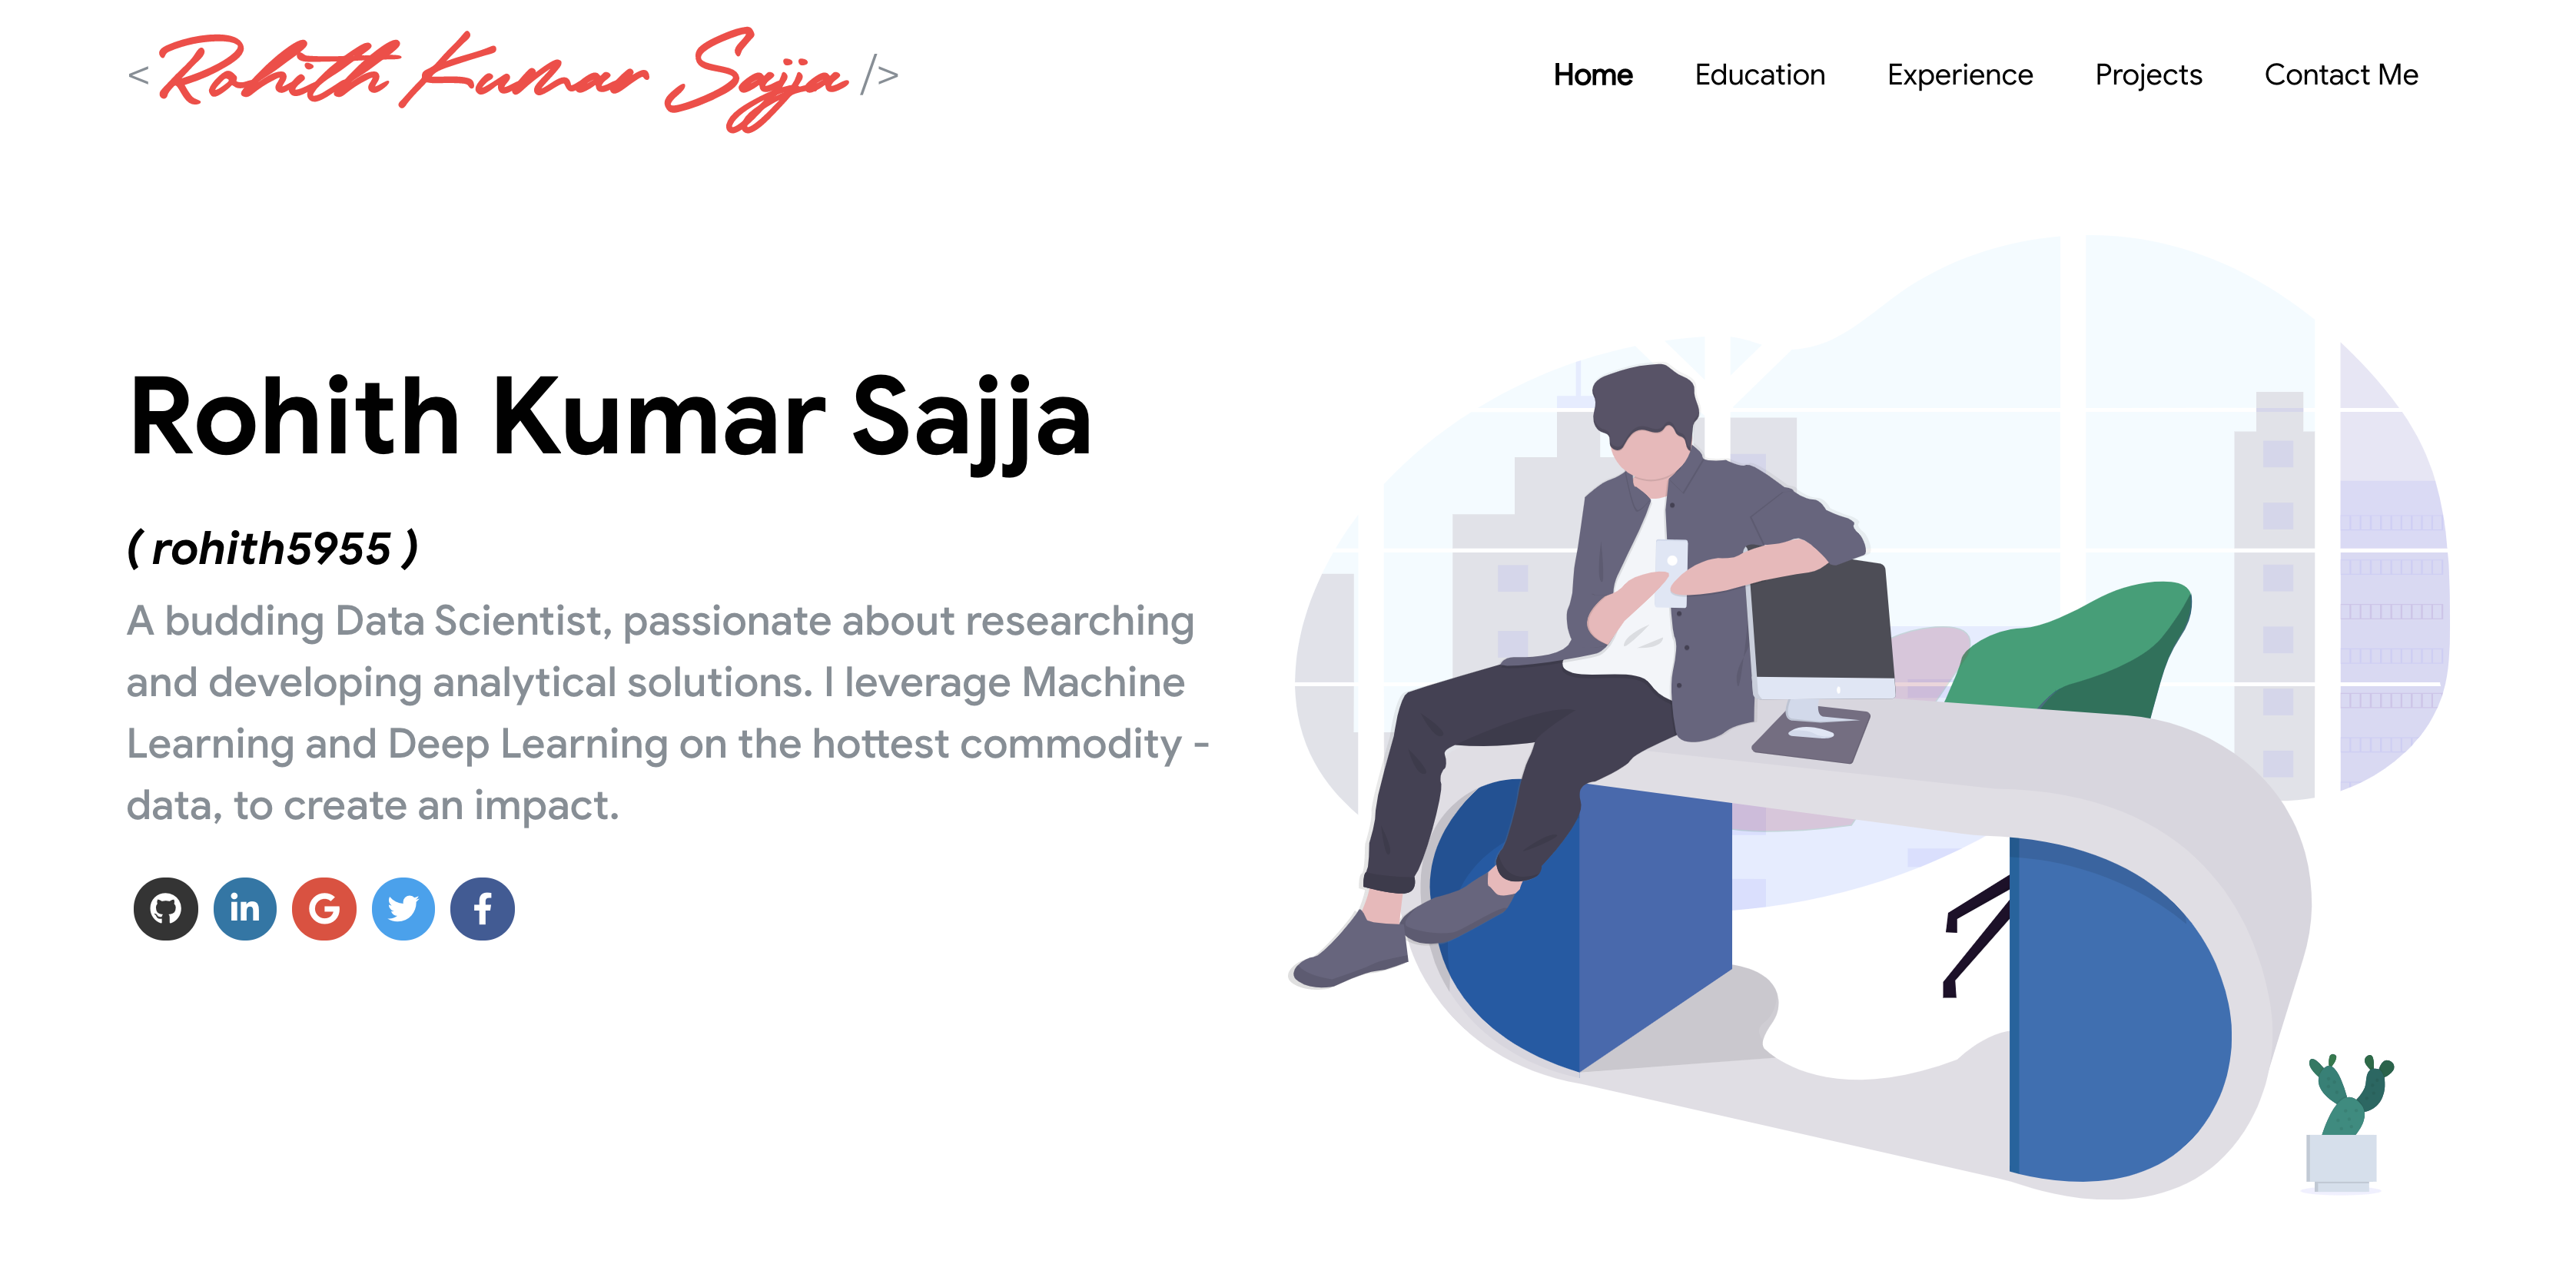 < Rohith Kumar Sajja />
Home Education Experience Projects Contact Me
Rohith Kumar Sajja
( rohith5955 )
A budding Data Scientist, passionate about researching
and developing analytical solutions. I leverage Machine
Learning and Deep Learning on the hottest commodity -
data, to create an impact.
in G f